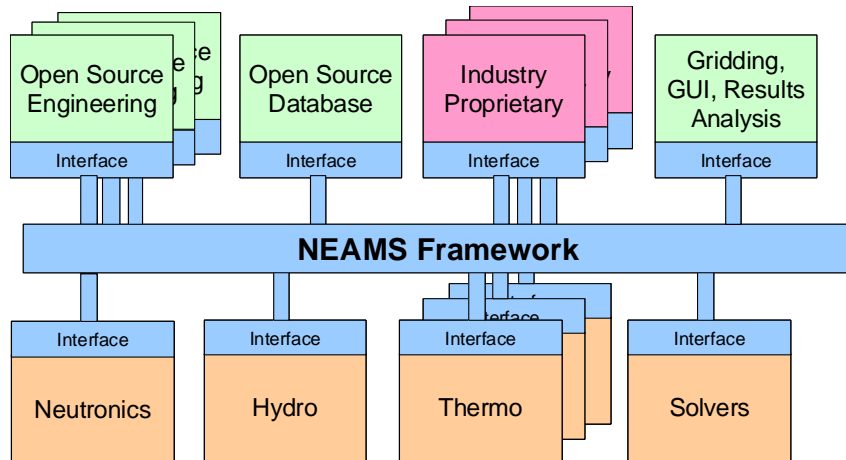 Open Source
Engineering
Interface
Open Source
Database
Interface
Industry
Proprietary
Interface
Gridding,
GUI, Results
Analysis
Interface
NEAMS Framework
Interface
Neutronics
Interface
Hydro
Interface
Thermo
Interface
Solvers